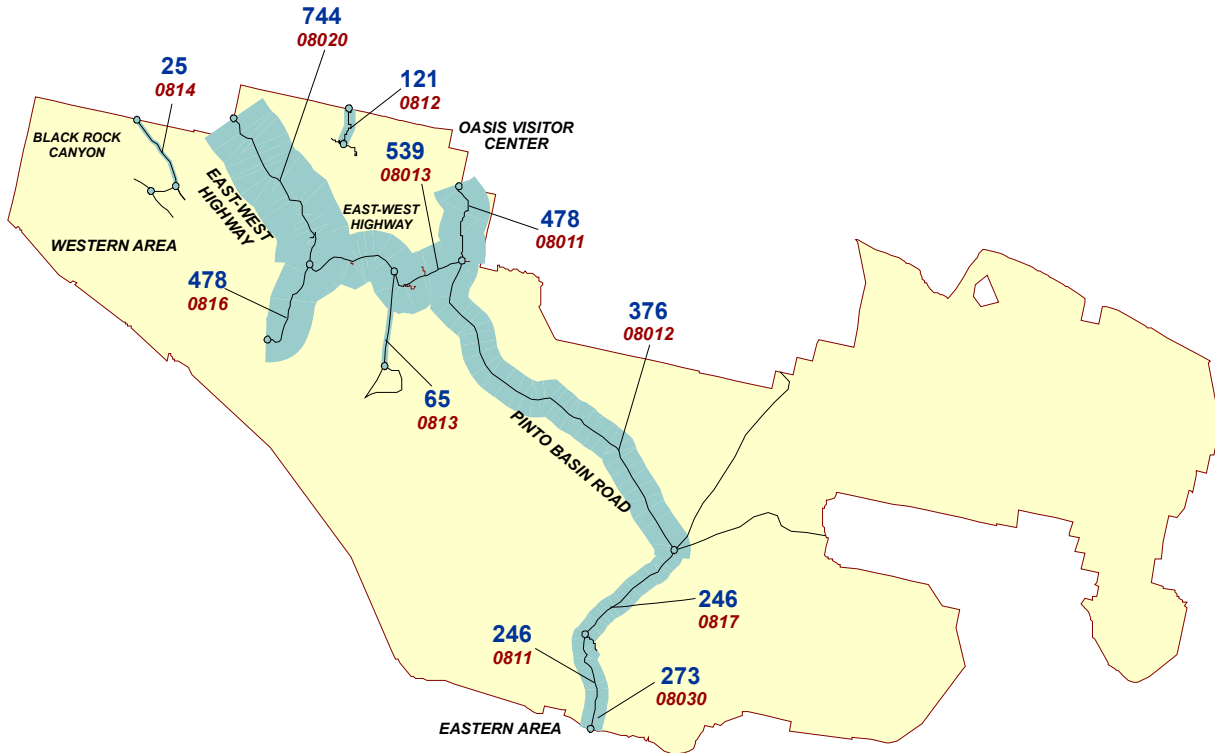 744
08020
25
0814
121
0812
BLACK ROCK
CANYON
OASIS VISITOR
CENTER
539
08013
EAST-WEST
HIGHWAY
EAST-WEST
HIGHWAY
478
08011
WESTERN AREA
478
0816
376
08012
65
0813
PINTO BASIN ROAD
246
0817
246
0811
273
08030
EASTERN AREA